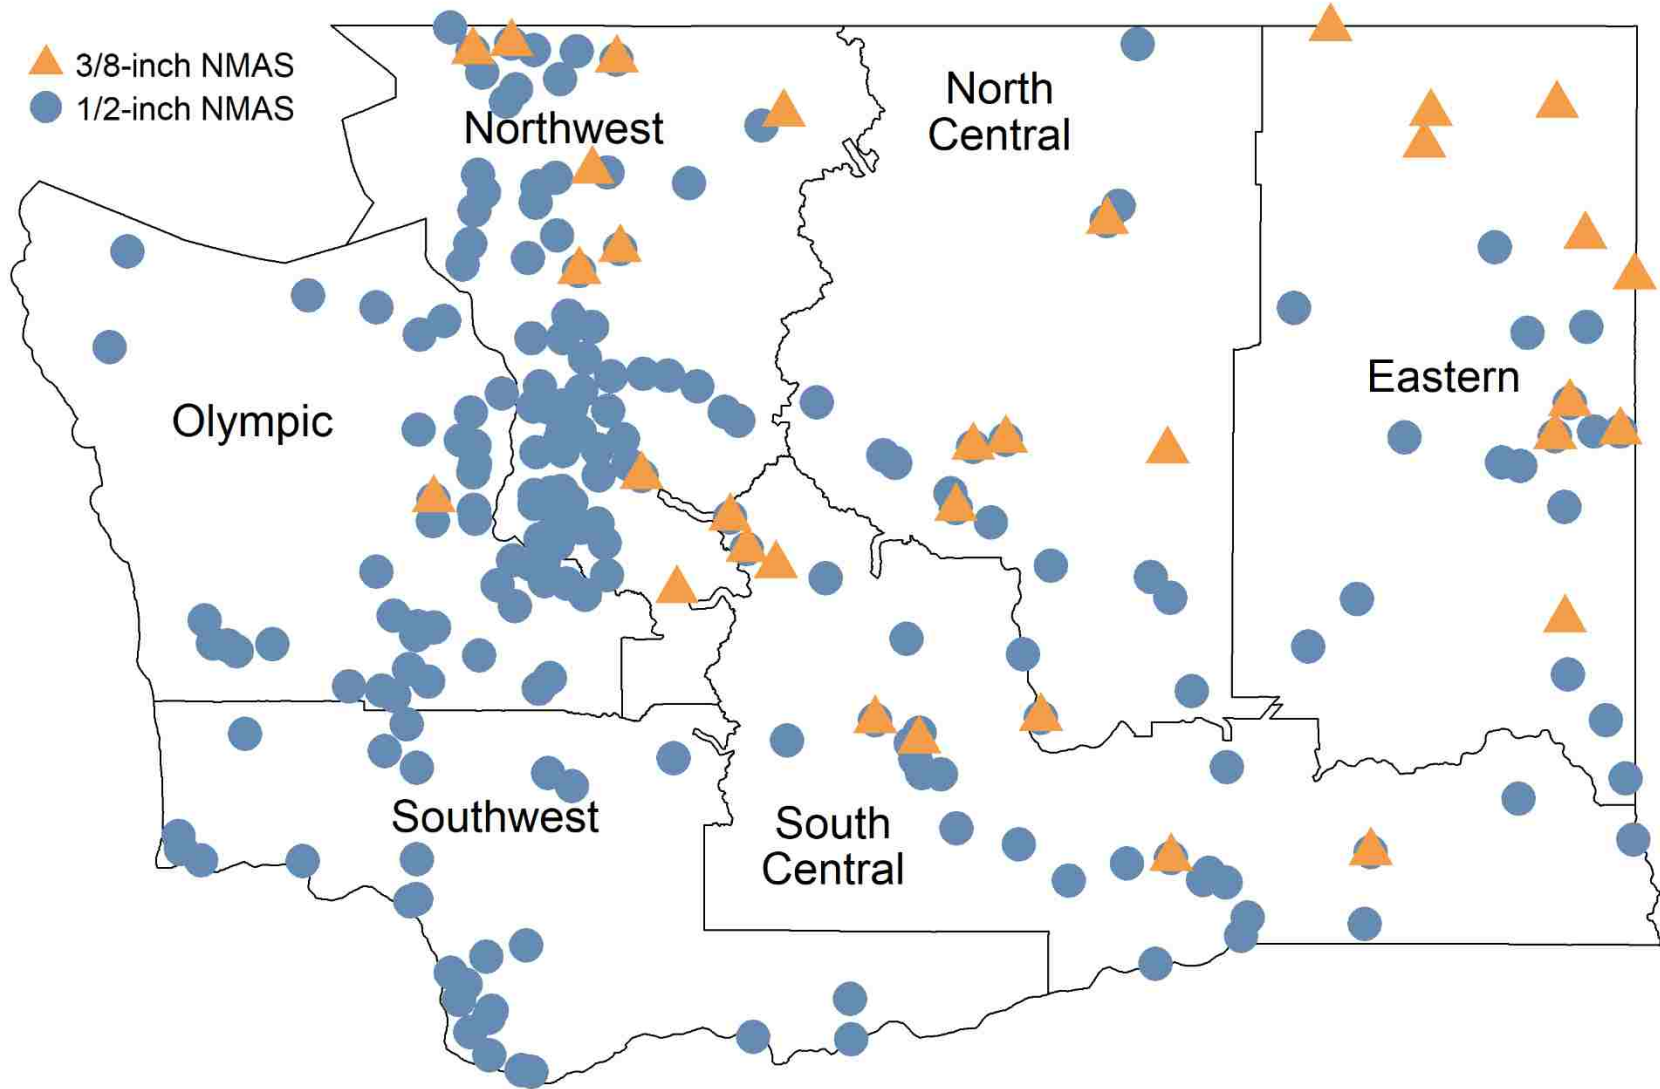 3/8-inch NMAS
1/2-inch NMAS
Northwest
North
Central
Olympic
Eastern
Southwest
South
Central